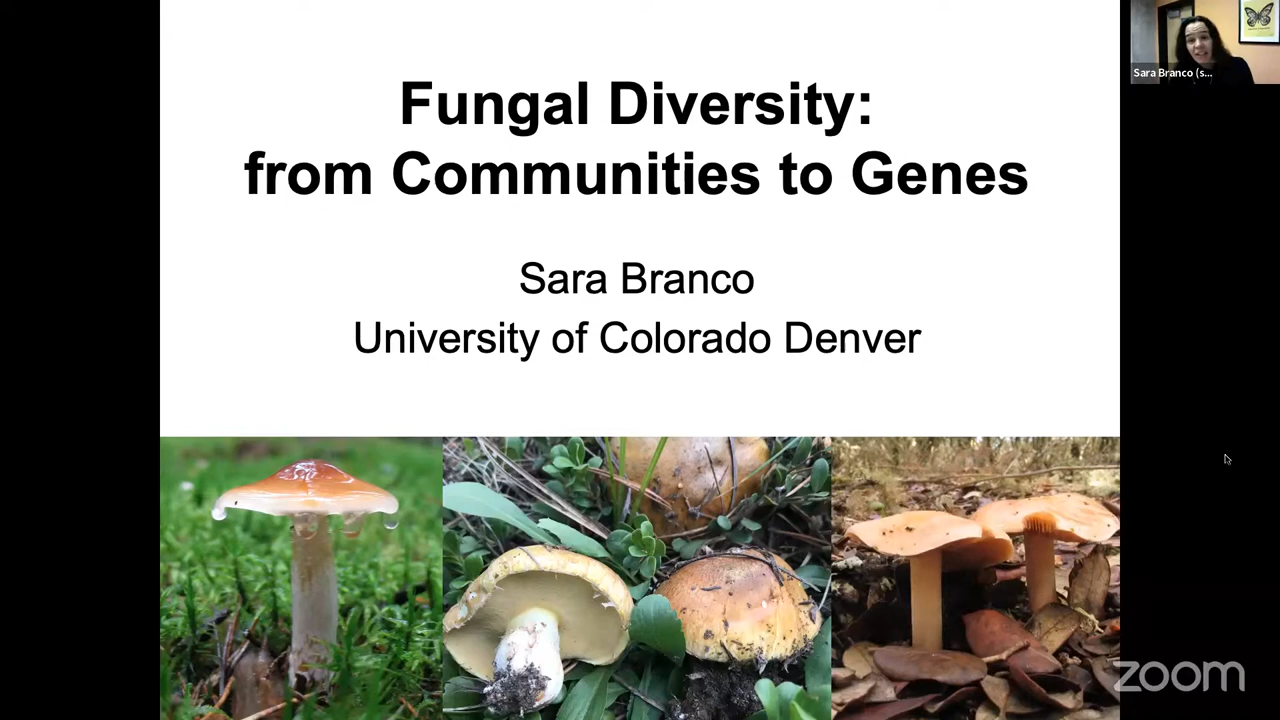 Fungal Diversity:
from Communities to Genes
Sara Branco
University of Colorado Denver
Sara Branco (s...
zoom